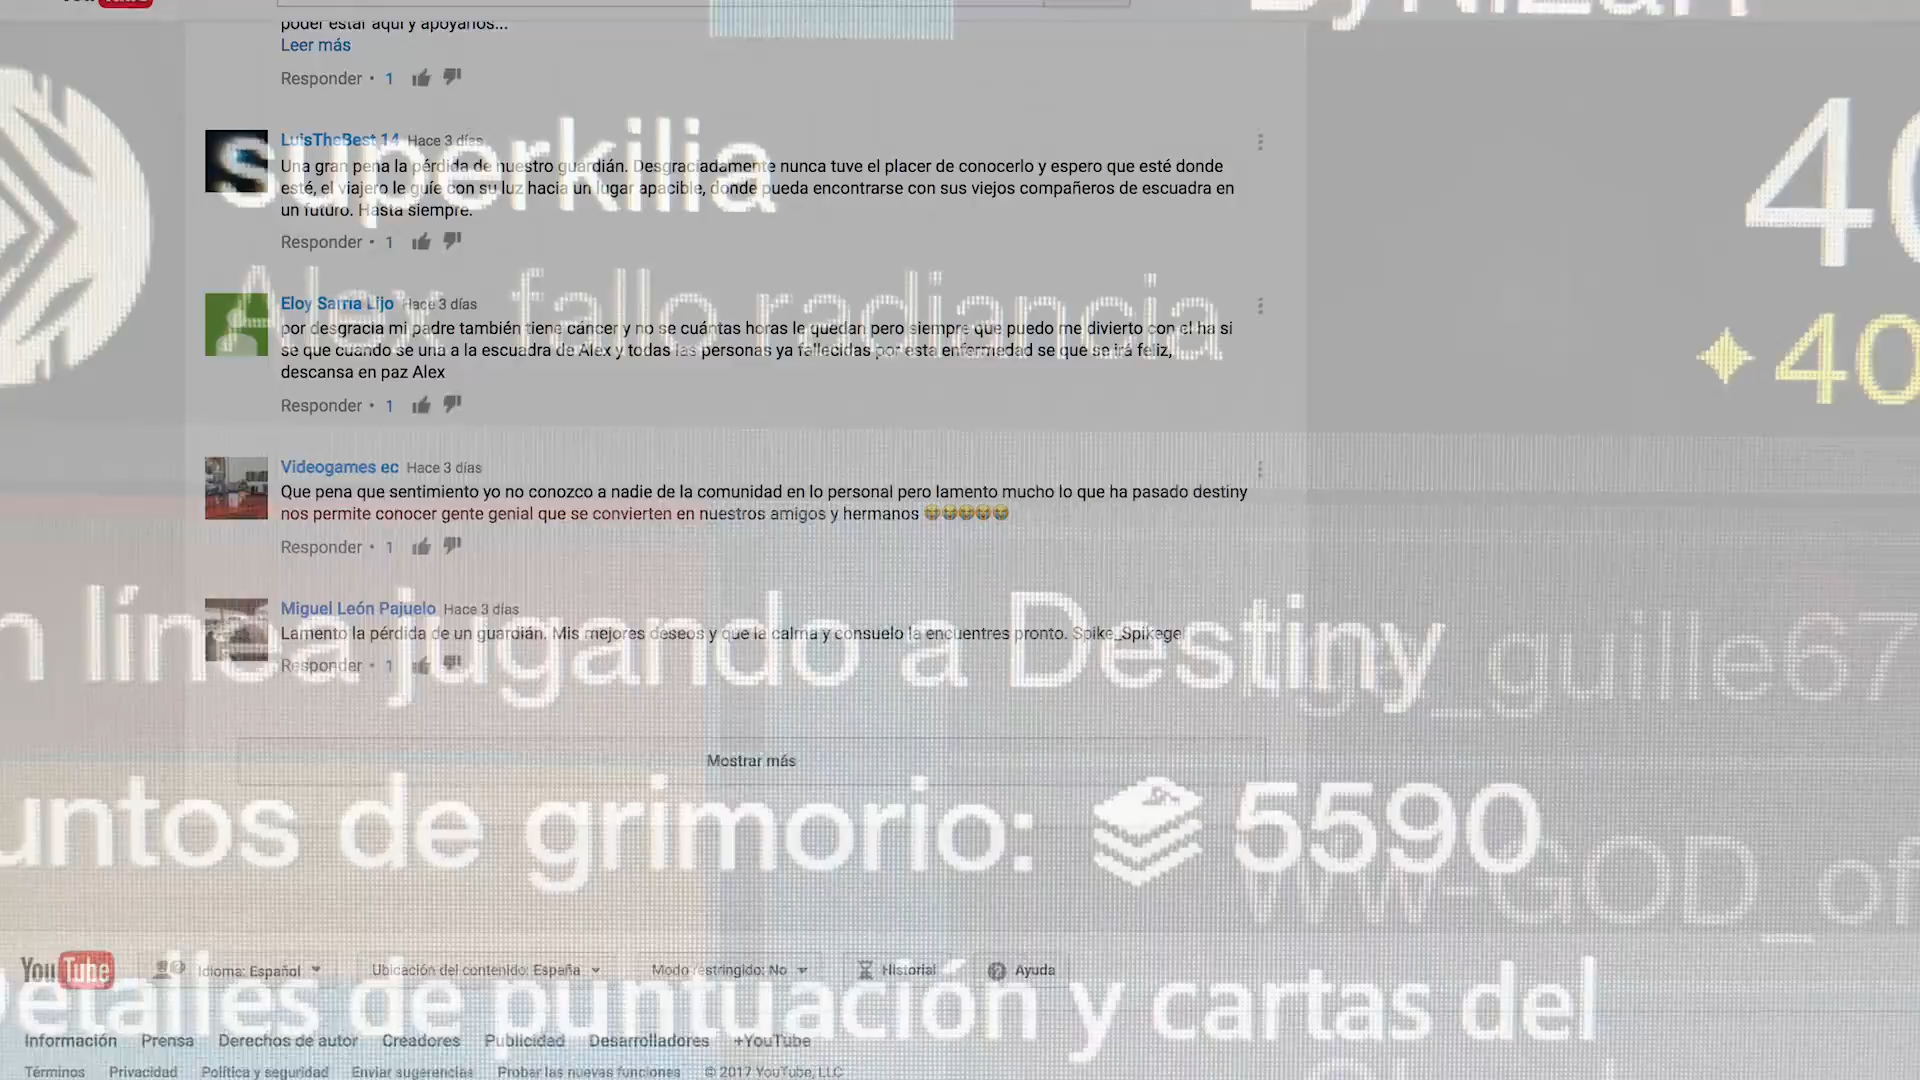 poder estar aquí y apoyarlos...
Leer más
Responder • 1
LuisTheBest 14 Hace 3 días
superkilia
Una gran pena la pérdida de nuestro guardián. Desgraciadamente nunca tuve el placer de conocerlo y espero que esté donde
esté, el viajero le guíe con su luz hacia un lugar apacible, donde pueda encontrarse con sus viejos compañeros de escuadra en
un futuro. Hasta siempre.
40
Responder • 1
Alex fallo radiancia
Eloy Sarria Lijo Hace 3 días
por desgracia mi padre también tiene cáncer y no se cuántas horas le quedan pero siempre que puedo me divierto con el ha si
se que cuando se una a la escuadra de Alex y todas las personas ya fallecidas por esta enfermedad se que se irá feliz,
descansa en paz Alex
40
Responder • 1
Videogames ec Hace 3 días
Que pena que sentimiento yo no conozco a nadie de la comunidad en lo personal pero lamento mucho lo que ha pasado destiny
nos permite conocer gente genial que se convierten en nuestros amigos y hermanos 😭😭😭😭😭
Responder • 1
Miguel León Pajuelo Hace 3 días
Lamento la pérdida de un guardián. Mis mejores deseos y que la calma y consuelo la encuentres pronto. Spike_Spikegel
n línea jugando a Destiny
_guille67
Responder • 1
Mostrar más
untos de grimorio: 5590
WW-GOD_of
YouTube
Idioma: Español Ubicación del contenido: España Modo restringido: No Historial Ayuda
Detalles de puntuación y cartas del
Información Prensa Derechos de autor Creadores Publicidad Desarrolladores +YouTube
Términos Privacidad Política y seguridad Enviar sugerencias Probar las nuevas funciones © 2017 YouTube, LLC